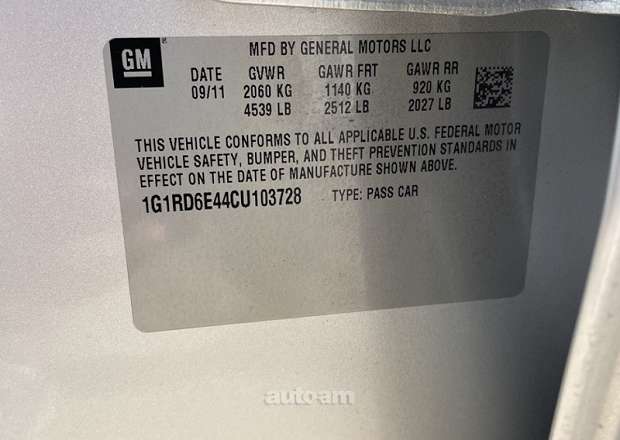 GM
MFD BY GENERAL MOTORS LLC
DATE GVWR GAWR FRT GAWR RR
09/11 2060 KG 1140 KG 920 KG
4539 LB 2512 LB 2027 LB
THIS VEHICLE CONFORMS TO ALL APPLICABLE U.S. FEDERAL MOTOR
VEHICLE SAFETY, BUMPER, AND THEFT PREVENTION STANDARDS IN
EFFECT ON THE DATE OF MANUFACTURE SHOWN ABOVE.
1G1RD6E44CU103728 TYPE: PASS CAR
auto.am